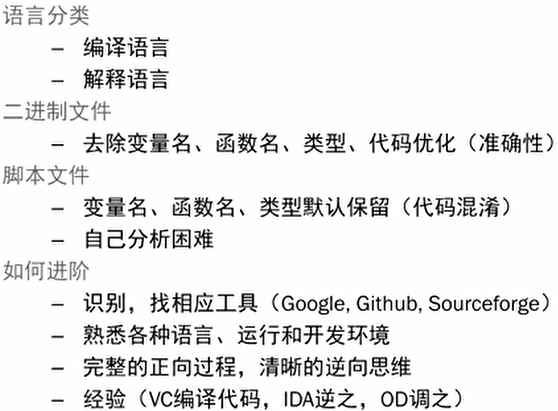 语言分类
– 编译语言
– 解释语言
二进制文件
– 去除变量名、函数名、类型、代码优化（准确性）
脚本文件
– 变量名、函数名、类型默认保留（代码混淆）
– 自己分析困难
如何进阶
– 识别，找相应工具（Google, Github, Sourceforge）
– 熟悉各种语言、运行和开发环境
– 完整的正向过程，清晰的逆向思维
– 经验（VC编译代码，IDA逆之，OD调之）